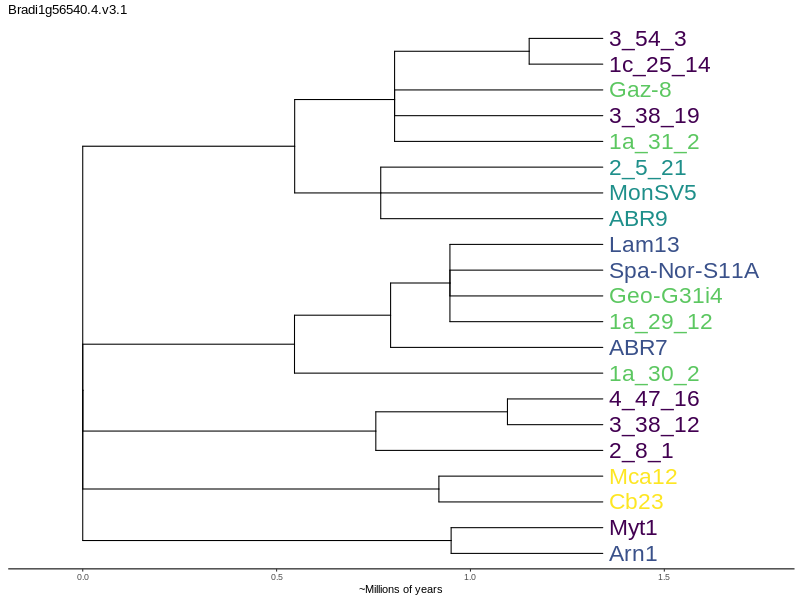 Bradi1g56540.4.v3.1
3_54_3
1c_25_14
Gaz-8
3_38_19
1a_31_2
2_5_21
MonSV5
ABR9
Lam13
Spa-Nor-S11A
Geo-G31i4
1a_29_12
ABR7
1a_30_2
4_47_16
3_38_12
2_8_1
Mca12
Cb23
Myt1
Arn1
0.0 0.5 1.0 1.5
~Millions of years